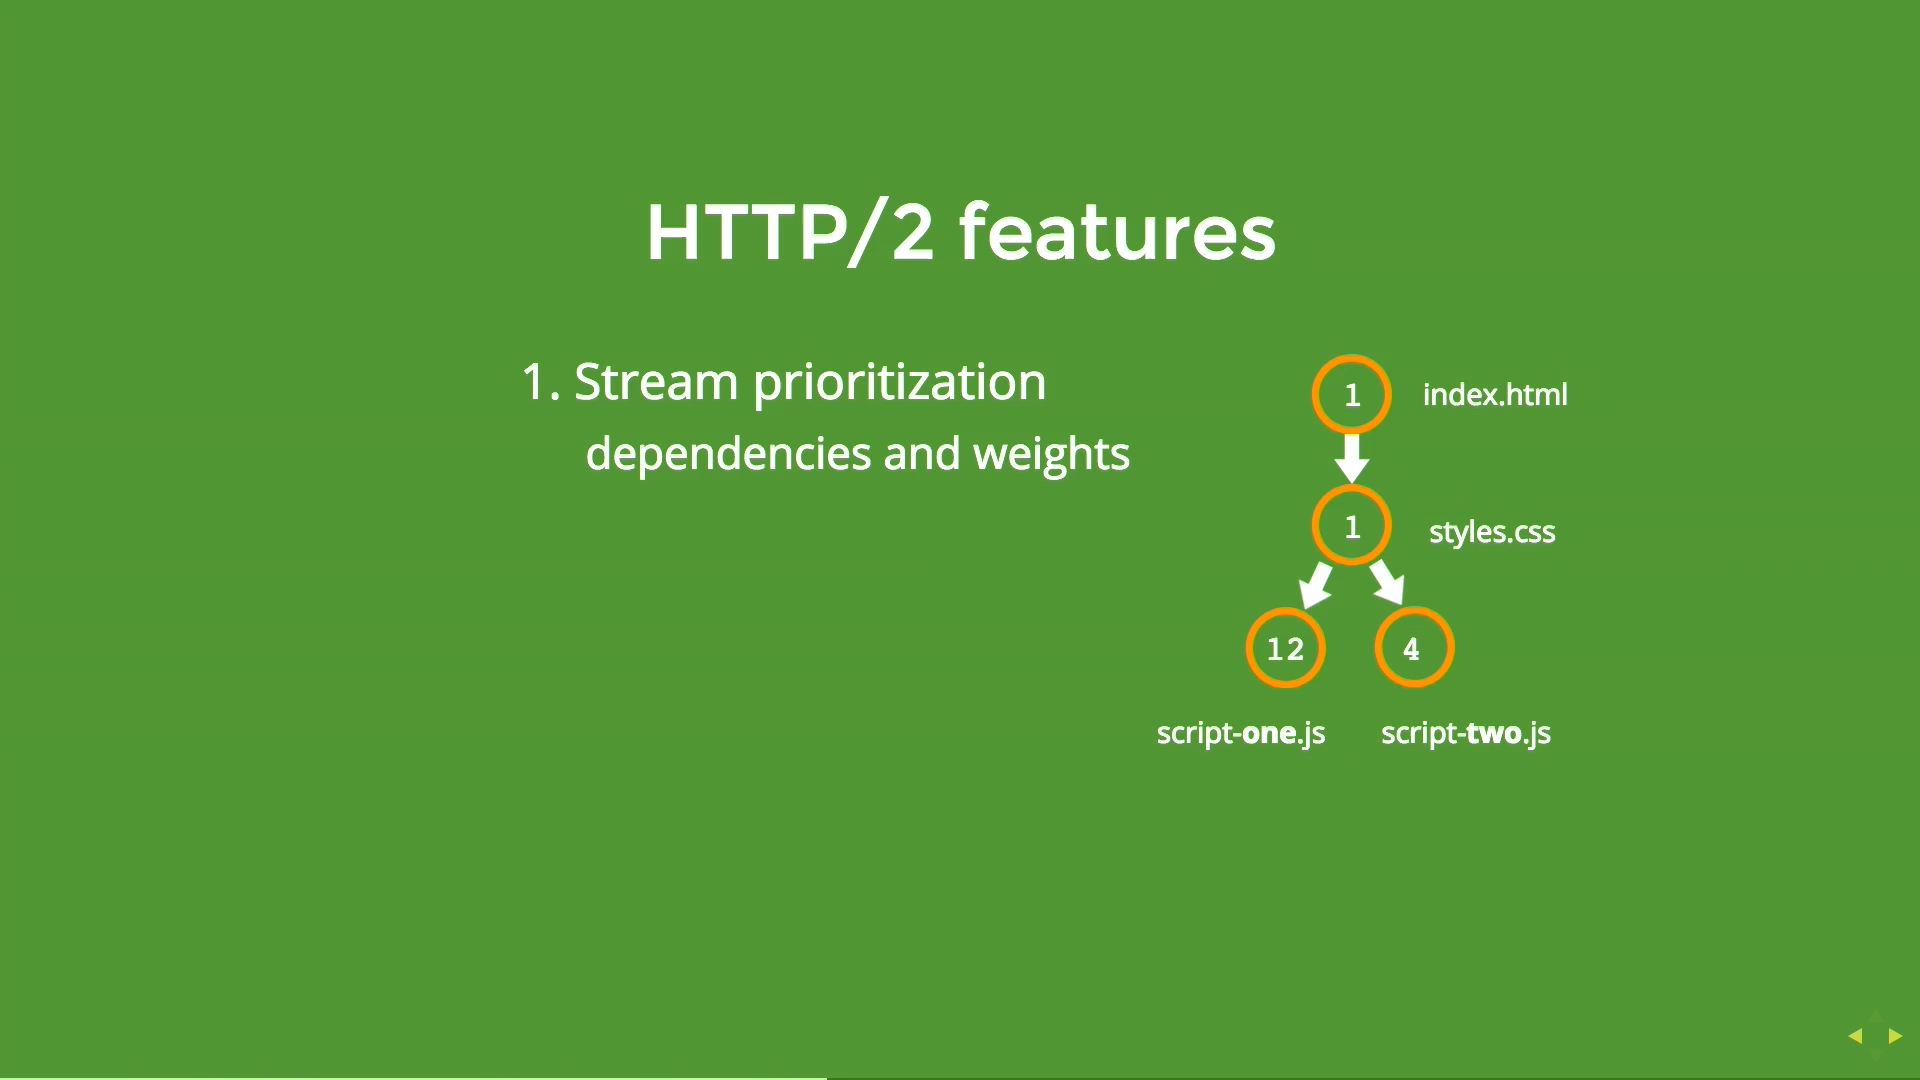 HTTP/2 features
1. Stream prioritization
dependencies and weights
1
index.html
1
styles.css
12
4
script-one.js
script-two.js